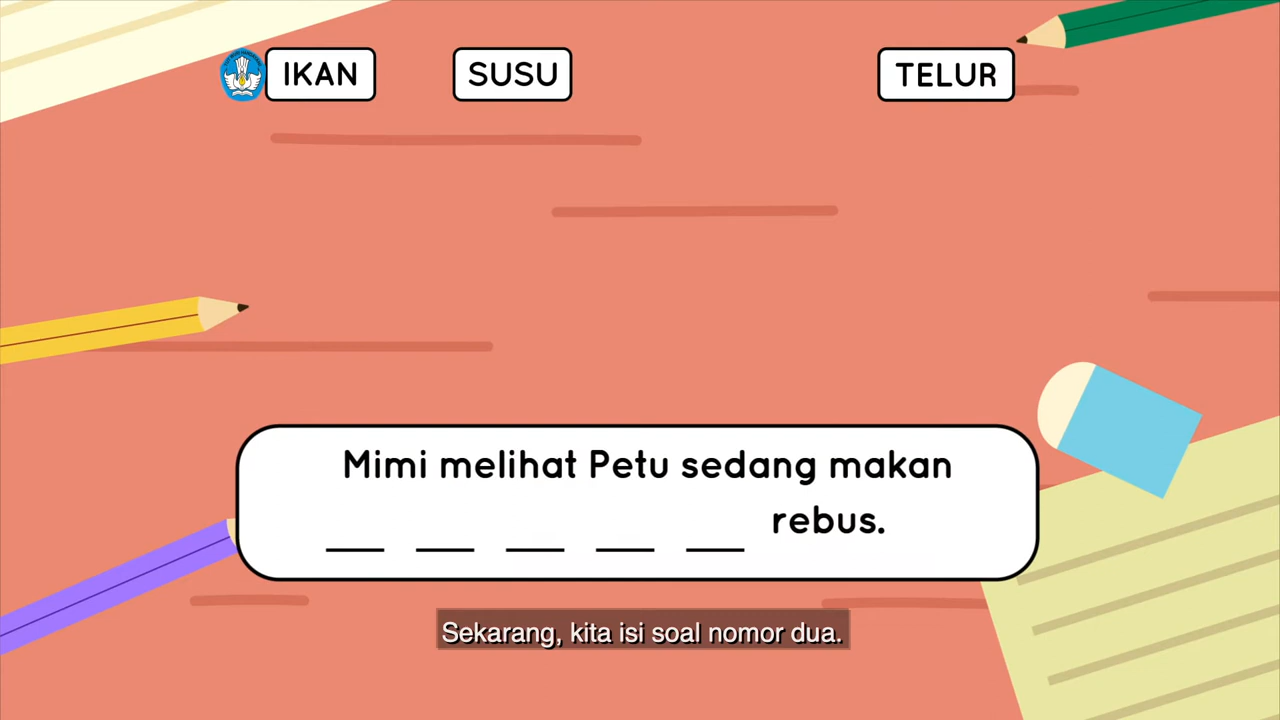 IKAN
SUSU
TELUR
Mimi melihat Petu sedang makan
_ _ _ _ _ rebus.
Sekarang, kita isi soal nomor dua.